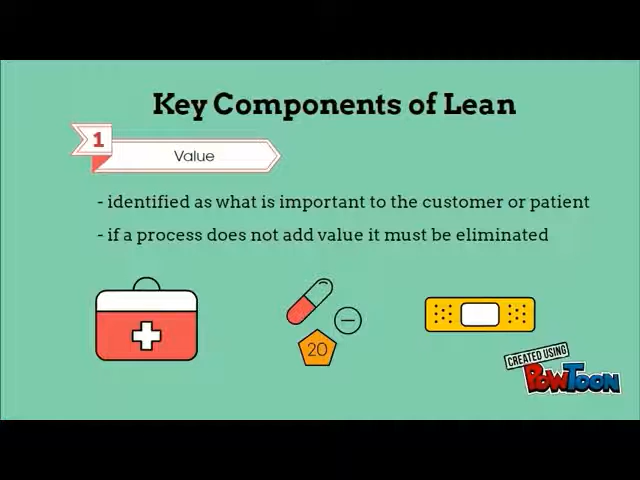 Key Components of Lean
1
Value
- identified as what is important to the customer or patient
- if a process does not add value it must be eliminated
20
CREATED USING
POWTOON